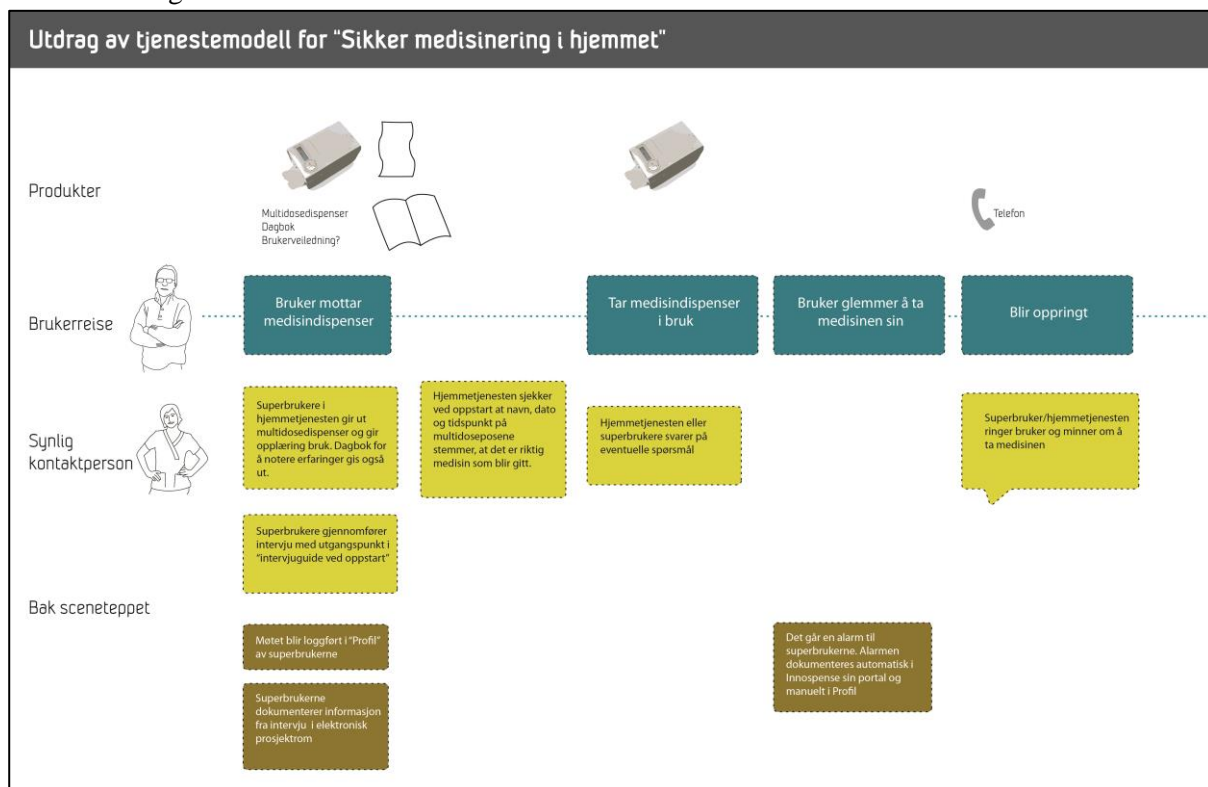 Utdrag av tjenestemodell for "Sikker medisinering i hjemmet"
Produkter
Multidosedispenser
Dagbok
Brukerveiledning?
Telefon
Brukerreise
Bruker mottar
medisindispenser
Tar medisindispenser
i bruk
Bruker glemmer å ta
medisinen sin
Blir oppringt
Synlig
kontaktperson
Superbrukere i
hjemmetjenesten gir ut
multidosedispenser og gir
opplæring bruk. Dagbok for
å notere erfaringer gis også
ut.
Hjemmetjenesten sjekker
ved oppstart at navn, dato
og tidspunkt på
multidoseposene
stemmer, at det er riktig
medisin som blir gitt.
Hjemmetjenesten eller
superbrukere svarer på
eventuelle spørsmål
Superbruker/hjemmetjenesten
ringer bruker og minner om å
ta medisinen
Superbrukere gjennomfører
intervju med utgangspunkt i
"intervjuguide ved oppstart"
Bak sceneteppet
Møtet blir loggført i "Profil"
av superbrukerne
Superbrukerne
dokumenterer informasjon
fra intervju i elektronisk
prosjektrom
Det går en alarm til
superbrukerne. Alarmen
dokumenteres automatisk i
Innospense sin portal og
manuelt i Profil